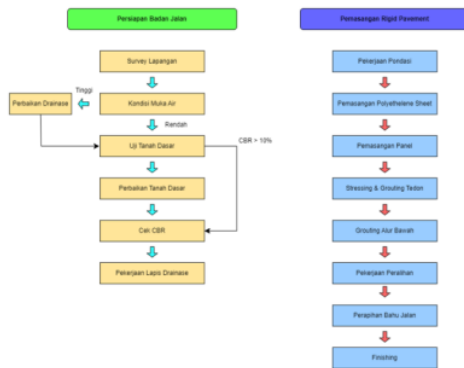 Persiapan Badan Jalan
Survey Lapangan
Tinggi
Perbaikan Drainase
Kondisi Muka Air
Rendah
Uji Tanah Dasar
CBR > 10%
Perbaikan Tanah Dasar
Cek CBR
Pekerjaan Lapis Drainase
Pemasangan Rigid Pavement
Pekerjaan Pondasi
Pemasangan Polyethelene Sheet
Pemasangan Panel
Stressing & Grouting Tedon
Grouting Alur Bawah
Pekerjaan Peralihan
Perapihan Bahu Jalan
Finishing